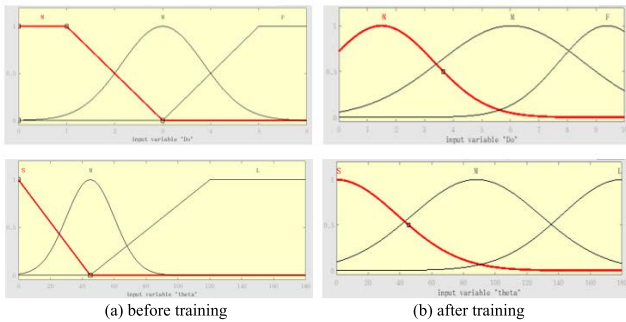 N M F
1
0.5
0
0 1 2 3 4 5 6
input variable "Do"
N M F
1
0.5
0
0 1 2 3 4 5 6 7 8 9
input variable "Do"
S M L
1
0.5
0
0 20 40 60 80 100 120 140 160 180
input variable "theta"
S M L
1
0.5
0
0 20 40 60 80 100 120 140 160 180
input variable "theta"
(a) before training
(b) after training